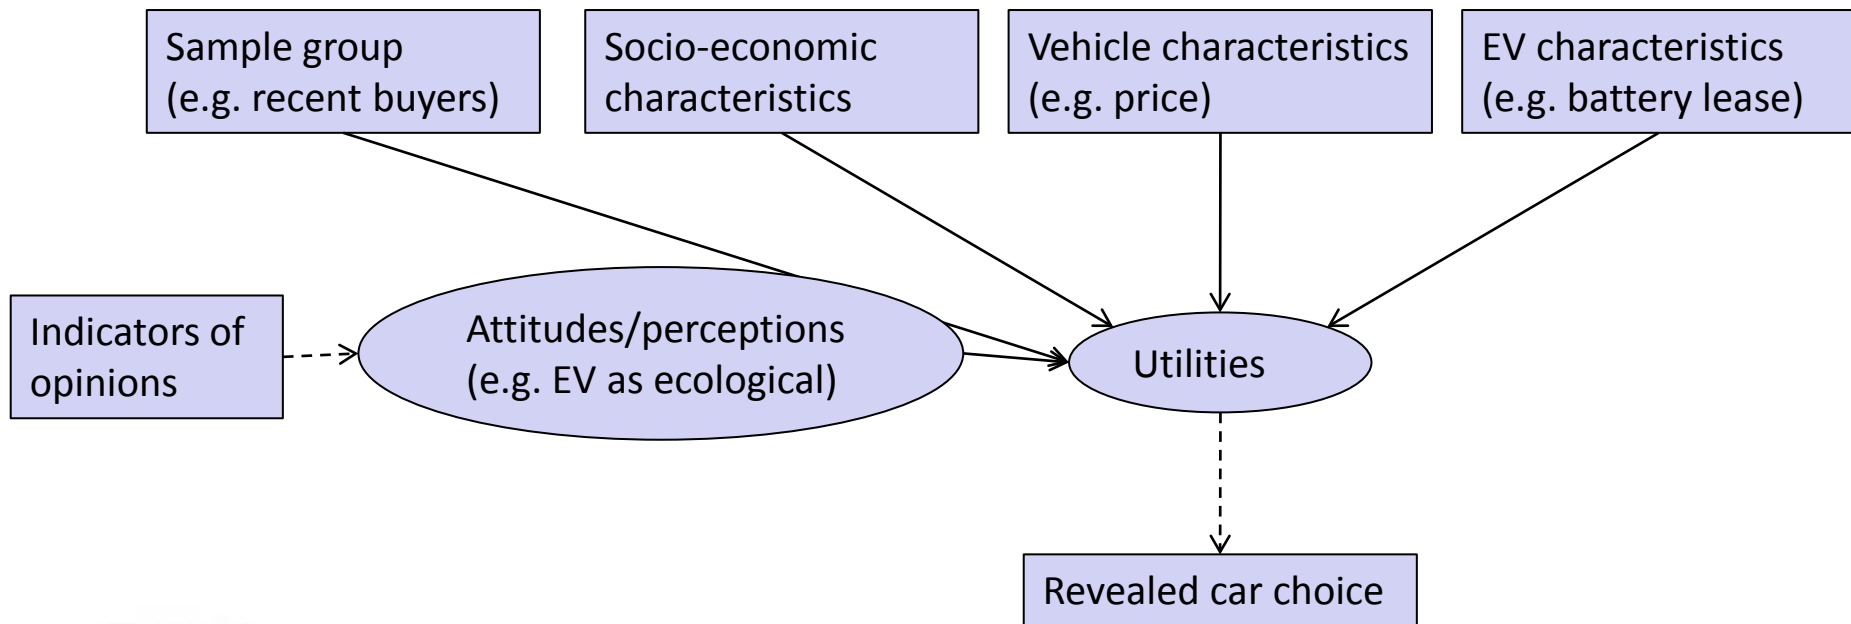 Sample group
(e.g. recent buyers)
Socio-economic
characteristics
Vehicle characteristics
(e.g. price)
EV characteristics
(e.g. battery lease)
Indicators of
opinions
Attitudes/perceptions
(e.g. EV as ecological)
Utilities
Revealed car choice